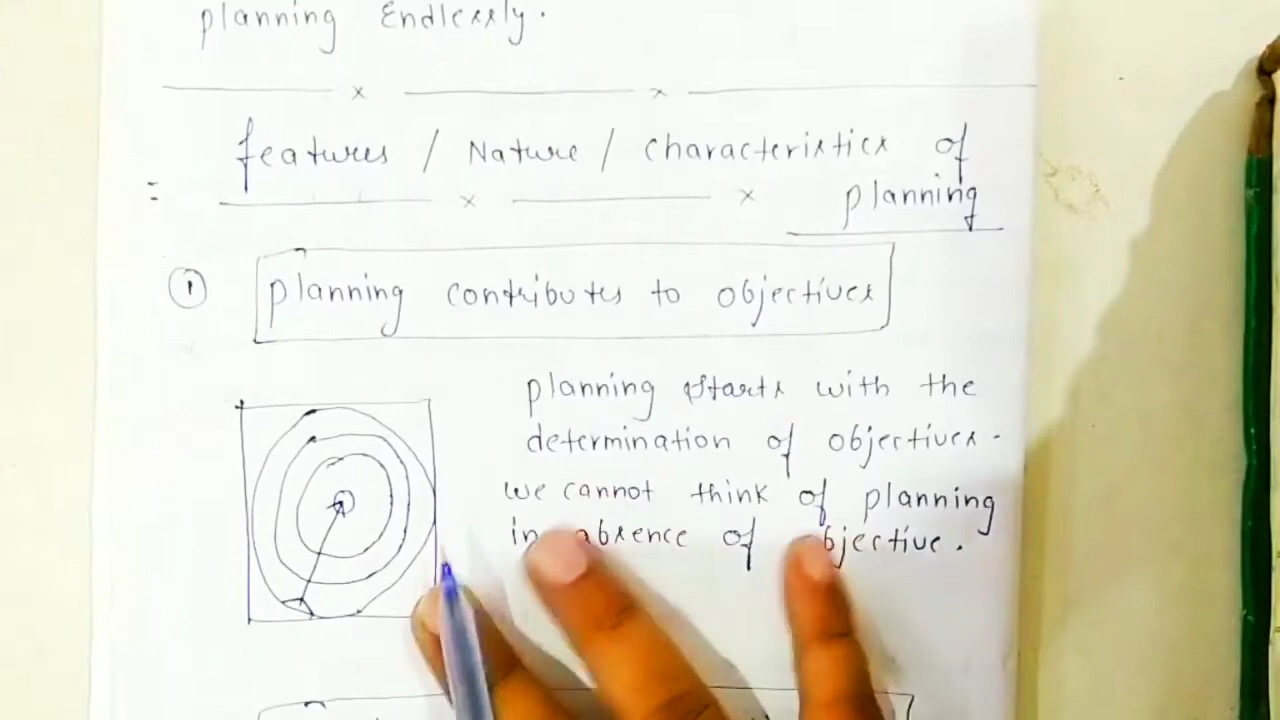 planning Endlessly.
features / Nature / characteristics of
planning
① planning contributes to objectives
planning starts with the
determination of objectives.
we cannot think of planning
in absence of objective.